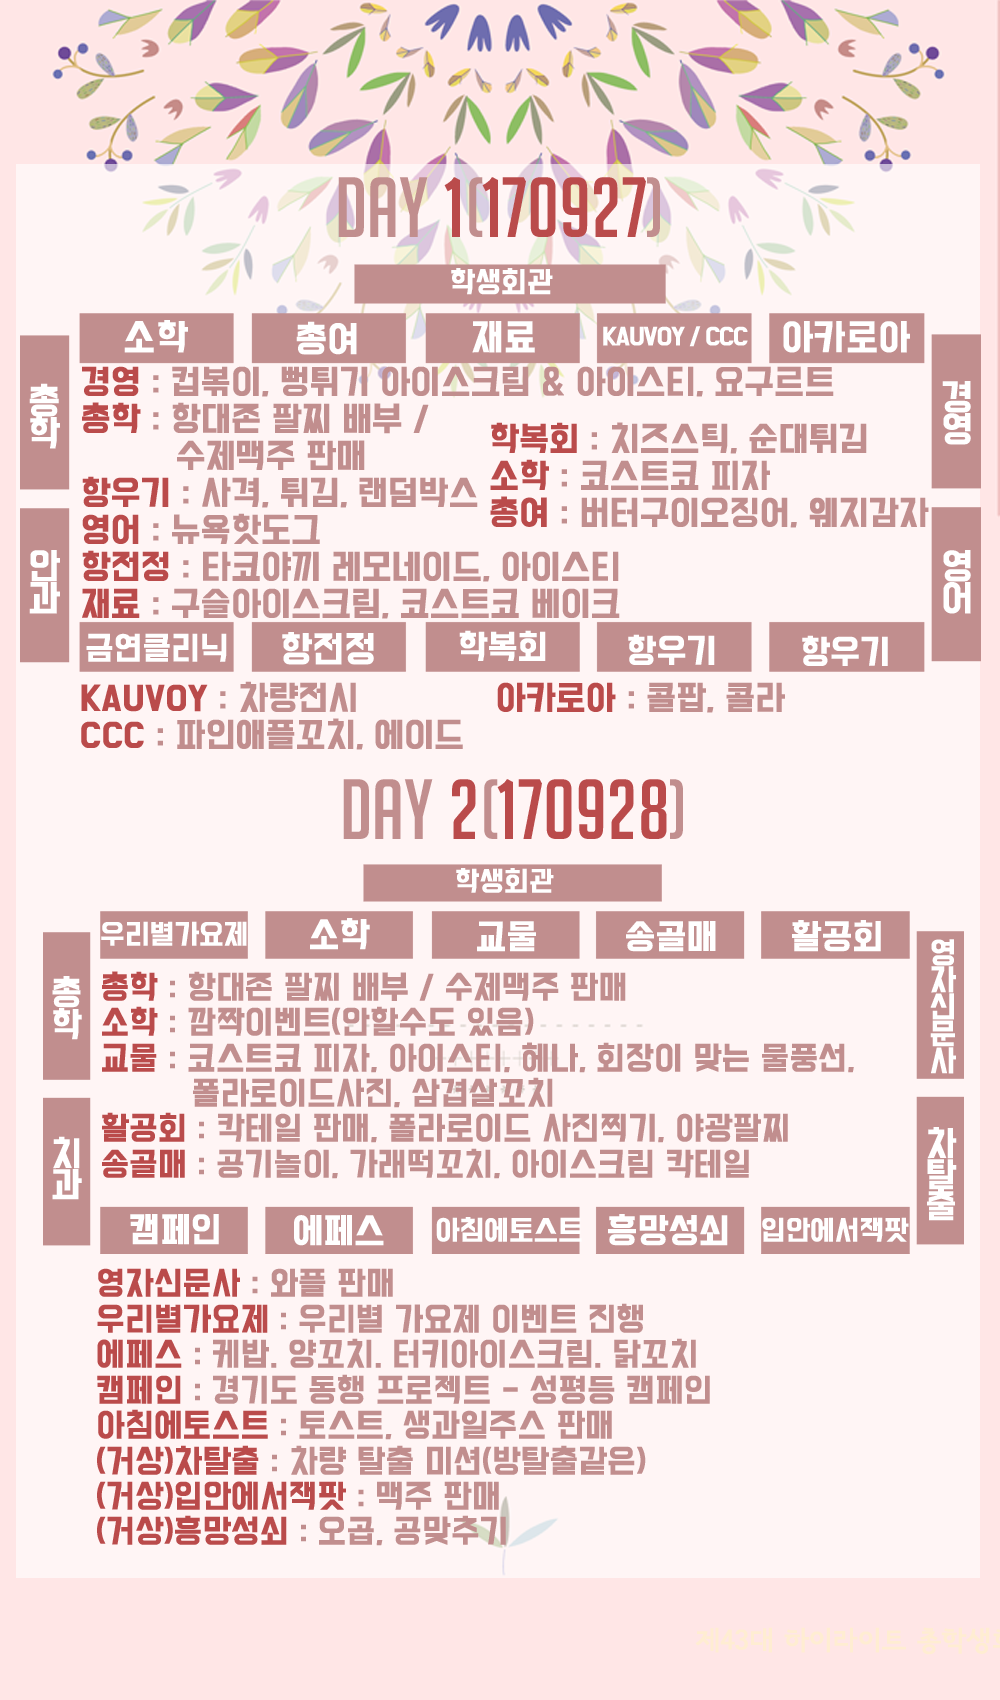 DAY 1(170927)
학생회관
소학 총여 재료 KAUVOY / CCC 아카로아
총학
안과
경영
영어
경영 : 컵볶이, 뻥튀기 아이스크림 & 아이스티, 요구르트
총학 : 항대존 팔찌 배부 /
수제맥주 판매
학복회 : 치즈스틱, 순대튀김
소학 : 코스트코 피자
항우기 : 사격, 튀김, 랜덤박스
총여 : 버터구이오징어, 웨지감자
영어 : 뉴욕핫도그
항전정 : 타코야끼 레모네이드, 아이스티
재료 : 구슬아이스크림, 코스트코 베이크
금연클리닉 항전정 학복회 항우기 항우기
KAUVOY : 차량전시
아카로아 : 콜팝, 콜라
CCC : 파인애플꼬치, 에이드
DAY 2(170928)
학생회관
우리별가요제 소학 교물 송골매 활공회
총학
치과
영자신문사
차탈출
총학 : 항대존 팔찌 배부 / 수제맥주 판매
소학 : 깜짝이벤트(안할수도 있음)
교물 : 코스트코 피자, 아이스티, 헤나, 회장이 맞는 물풍선,
폴라로이드사진, 삼겹살꼬치
활공회 : 칵테일 판매, 폴라로이드 사진찍기, 야광팔찌
송골매 : 공기놀이, 가래떡꼬치, 아이스크림 칵테일
캠페인 에페스 아침에토스트 흥망성쇠 입안에서잭팟
영자신문사 : 와플 판매
우리별가요제 : 우리별 가요제 이벤트 진행
에페스 : 케밥. 양꼬치. 터키아이스크림. 닭꼬치
캠페인 : 경기도 동행 프로젝트 - 성평등 캠페인
아침에토스트 : 토스트, 생과일주스 판매
(거상)차탈출 : 차량 탈출 미션(방탈출같은)
(거상)입안에서잭팟 : 맥주 판매
(거상)흥망성쇠 : 오곱, 공맞추기